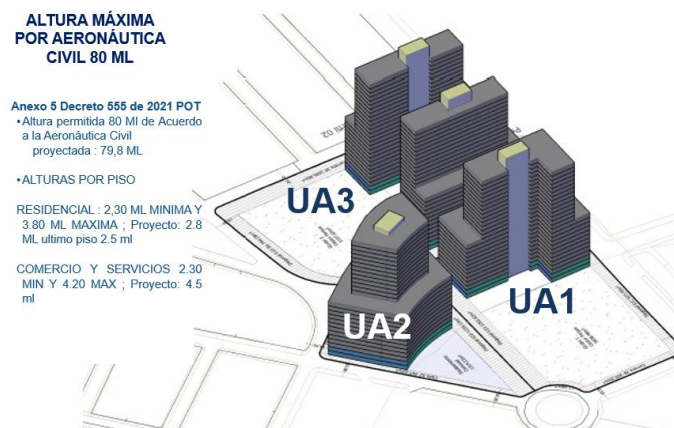 ALTURA MÁXIMA
POR AERONÁUTICA
CIVIL 80 ML
Anexo 5 Decreto 555 de 2021 POT
•Altura permitida 80 Ml de Acuerdo
a la Aeronáutica Civil
proyectada : 79,8 ML
•ALTURAS POR PISO
RESIDENCIAL : 2,30 ML MINIMA Y
3.80 ML MAXIMA ; Proyecto: 2.8
ML ultimo piso 2.5 ml
COMERCIO Y SERVICIOS 2.30
MIN Y 4.20 MAX ; Proyecto: 4.5
ml
UA3
UA1
UA2